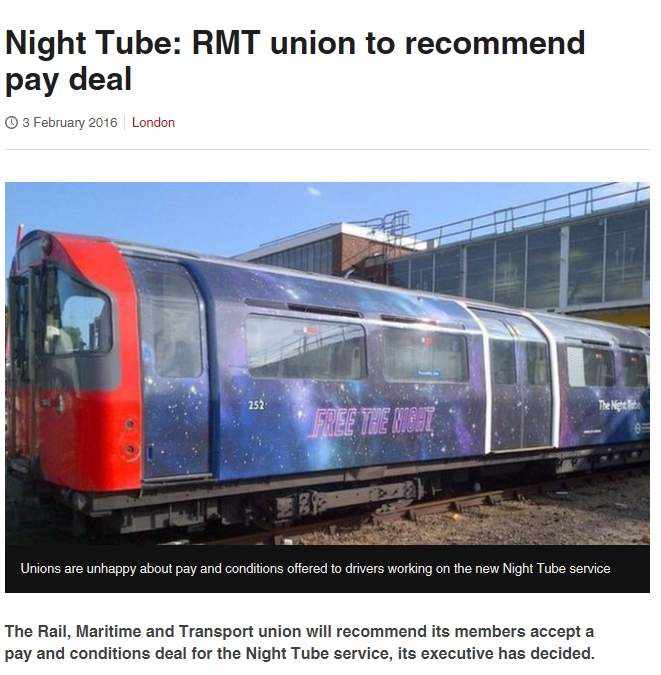 Night Tube: RMT union to recommend
pay deal
3 February 2016 London
252
FREE THE NIGHT
The Night Tube
Unions are unhappy about pay and conditions offered to drivers working on the new Night Tube service
The Rail, Maritime and Transport union will recommend its members accept a
pay and conditions deal for the Night Tube service, its executive has decided.